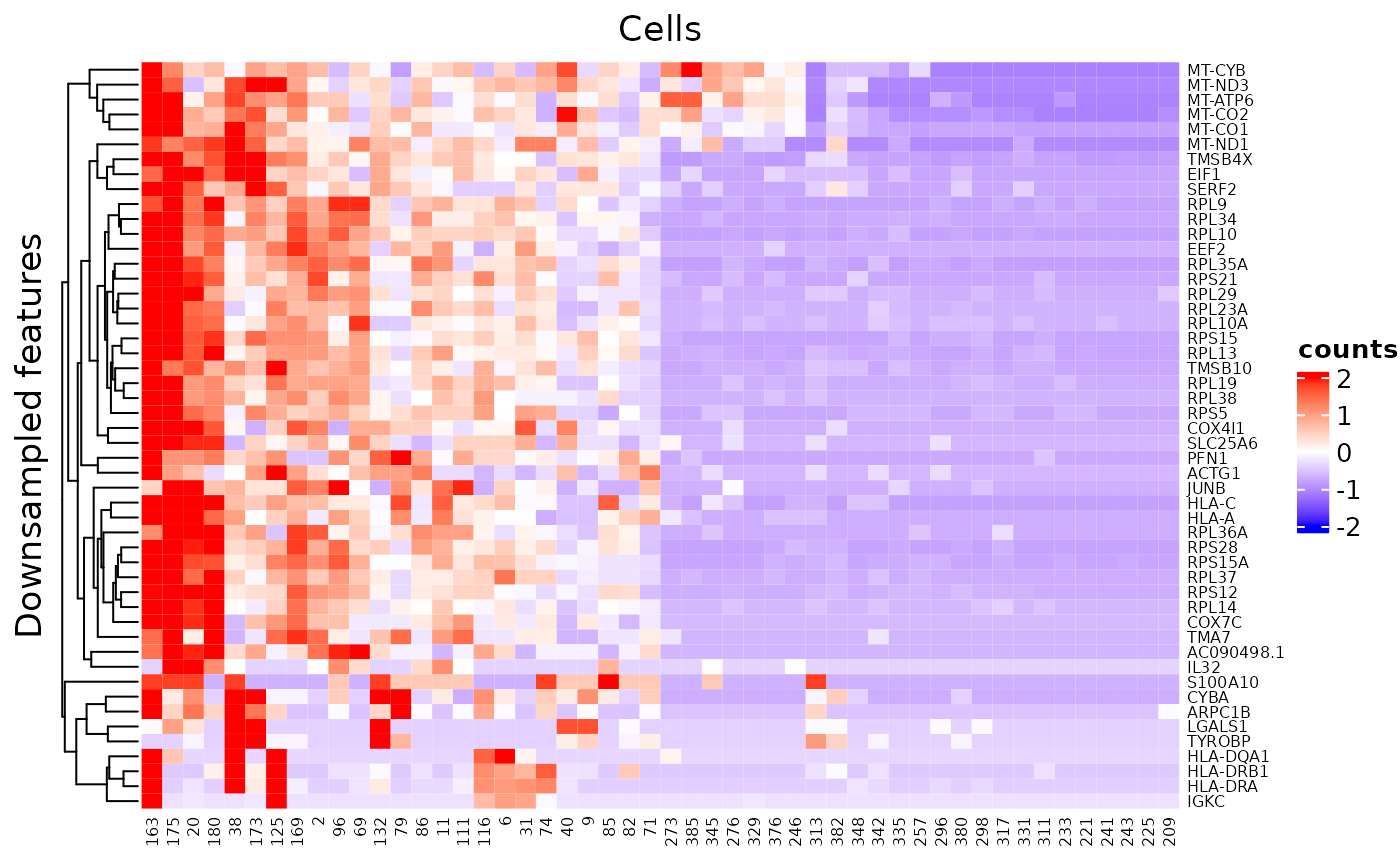 Cells
Downsampled features
MT-CYB
MT-ND3
MT-ATP6
MT-CO2
MT-CO1
MT-ND1
TMSB4X
EIF1
SERF2
RPL9
RPL34
RPL10
EEF2
RPL35A
RPS21
RPL29
RPL23A
RPL10A
RPS15
RPL13
TMSB10
RPL19
RPL38
RPS5
COX4I1
SLC25A6
PFN1
ACTG1
JUNB
HLA-C
HLA-A
RPL36A
RPS28
RPS15A
RPL37
RPS12
RPL14
COX7C
TMA7
AC090498.1
IL32
S100A10
CYBA
ARPC1B
LGALS1
TYROBP
HLA-DQA1
HLA-DRB1
HLA-DRA
IGKC
163 175 20 180 38 173 125 169 2 96 69 132 79 86 11 111 116 6 31 74 40 9 85 82 71 273 385 345 276 329 376 246 313 382 348 342 335 257 296 380 298 317 331 311 233 221 241 243 225 209
counts
2
1
0
-1
-2